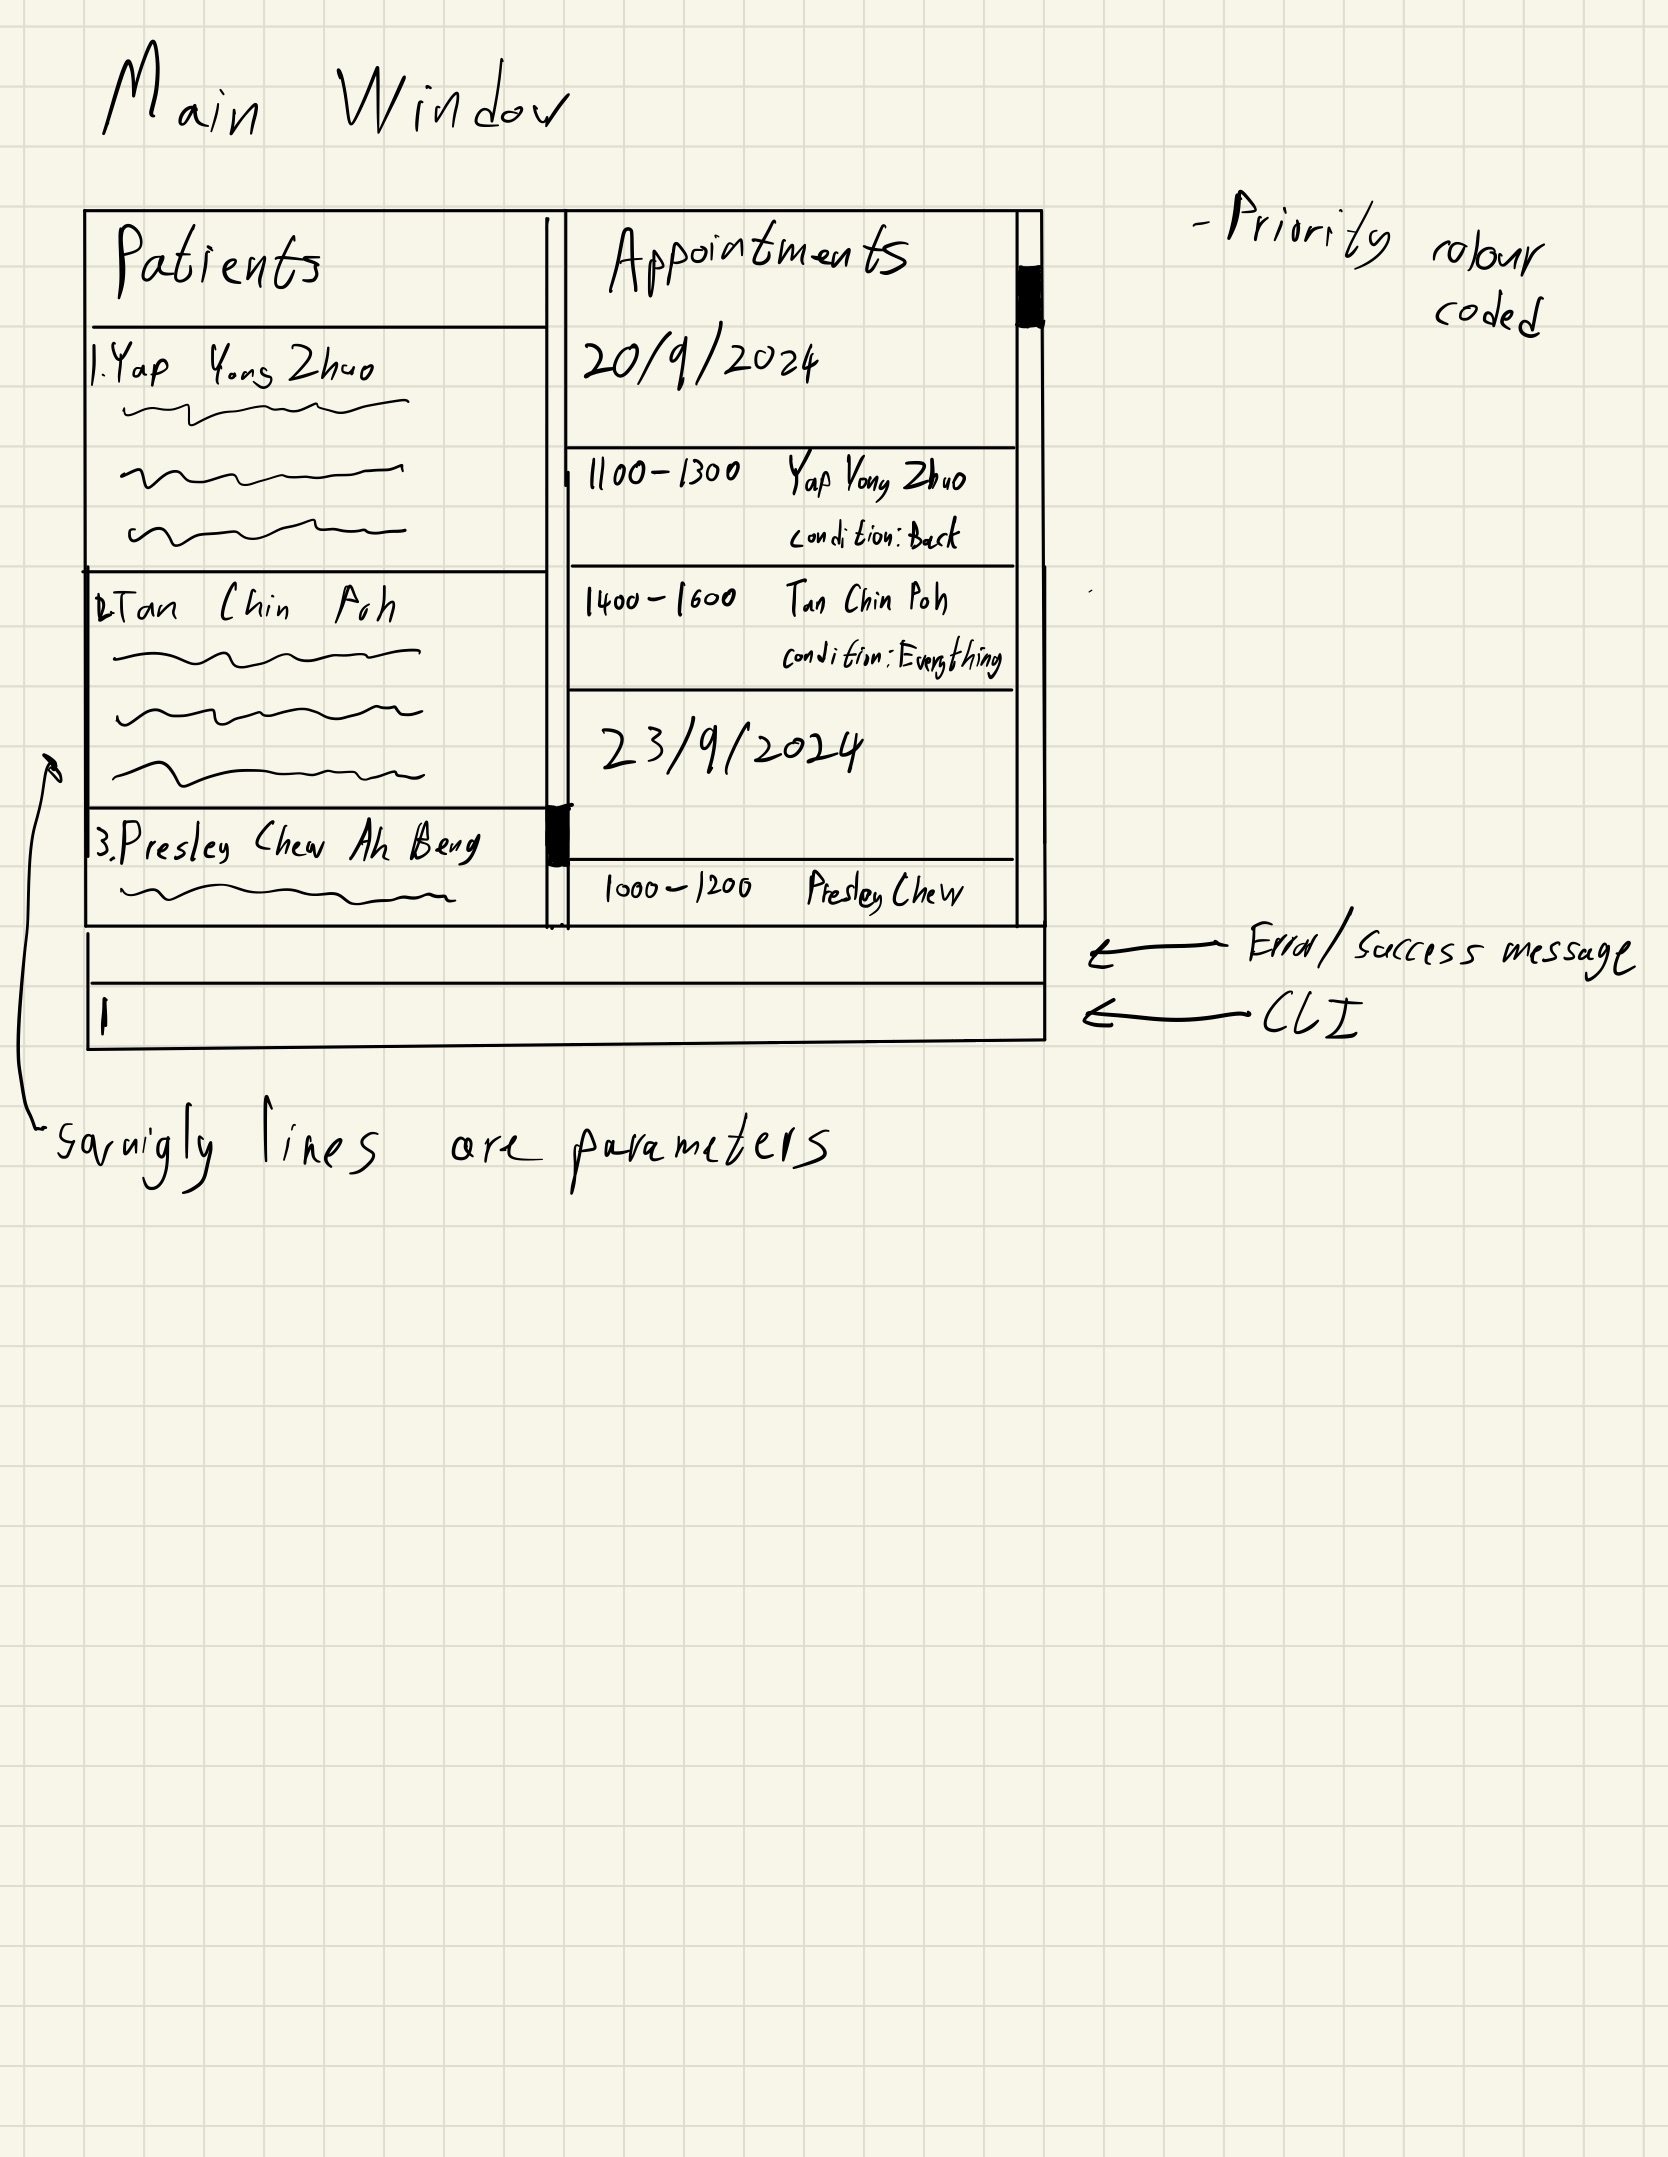 Main Window
- Priority colour
coded
Patients
1. Yap Yong Zhuo
2. Tan Chin Poh
3. Presley Chew Ah Beng
Appointments
20/9/2024
1100-1300 Yap Yong Zhuo
condition: Back
1400-1600 Tan Chin Poh
condition: Everything
23/9/2024
1000-1200 Presley Chew
Error/success message
CLI
squigly lines are parameters